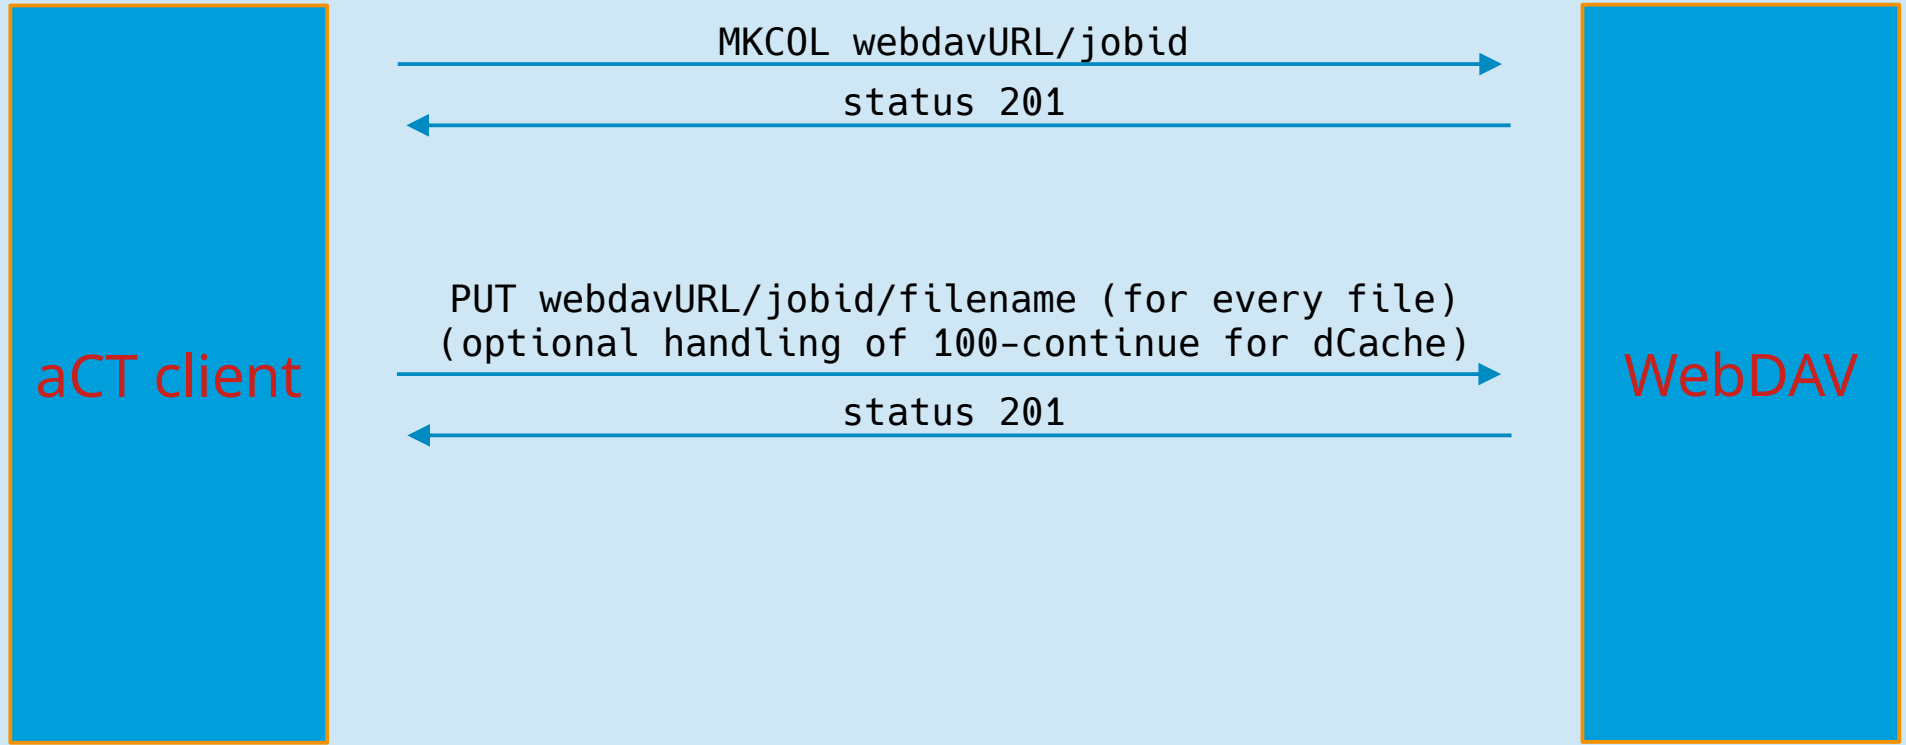 MKCOL webdavURL/jobid
status 201
PUT webdavURL/jobid/filename (for every file)
(optional handling of 100-continue for dCache)
aCT client
WebDAV
status 201